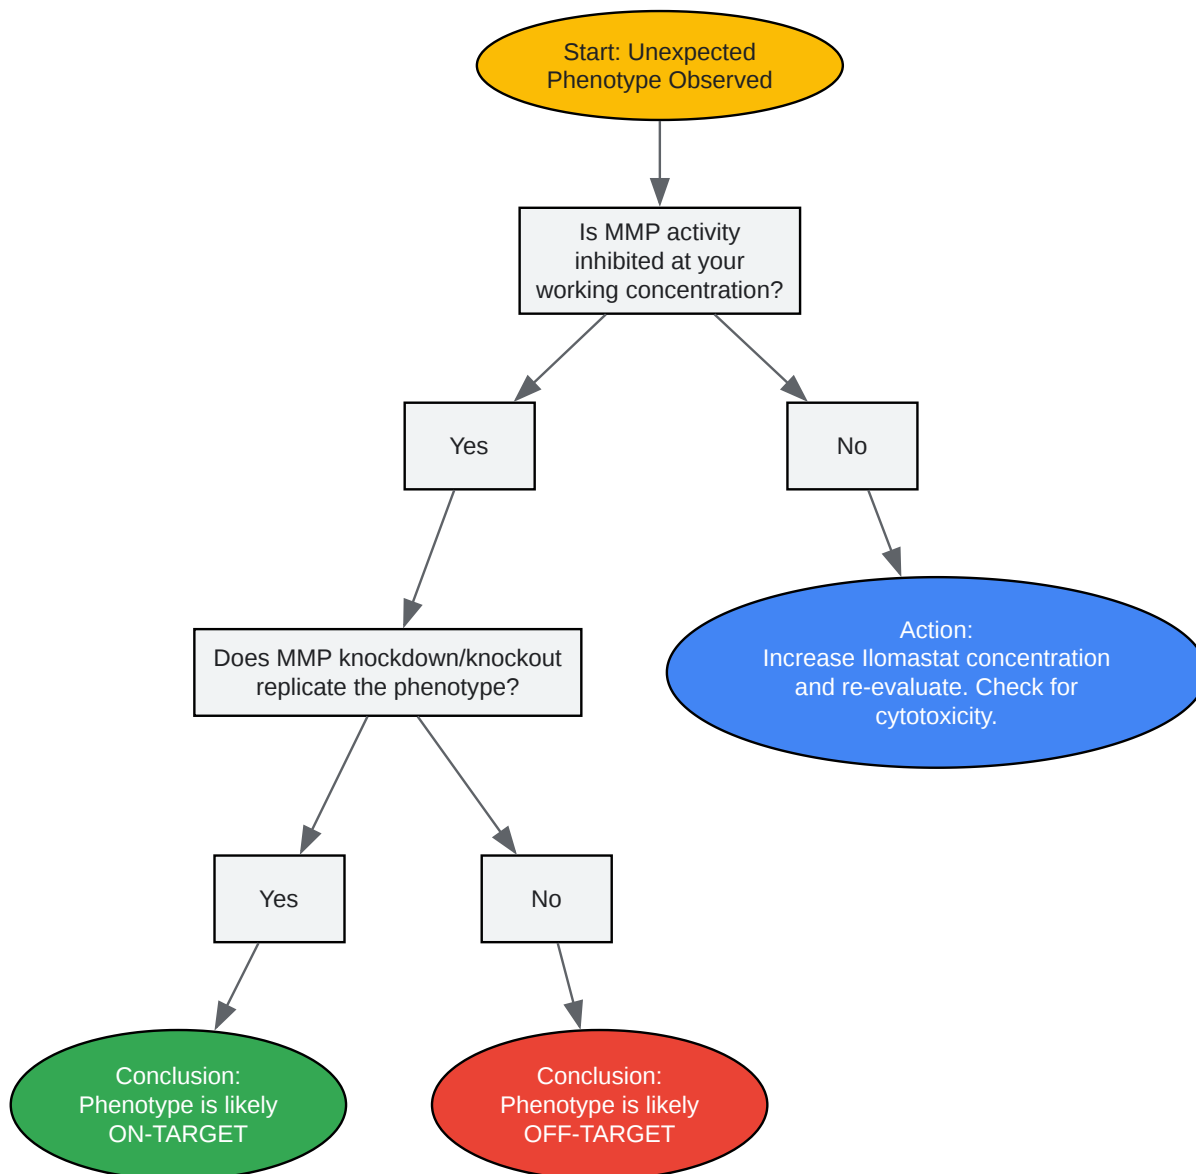 Start: Unexpected
Phenotype Observed
Is MMP activity
inhibited at your
working concentration?
Yes
No
Does MMP knockdown/knockout
replicate the phenotype?
Action:
Increase Ilomastat concentration
and re-evaluate. Check for
cytotoxicity.
Yes
No
Conclusion:
Phenotype is likely
ON-TARGET
Conclusion:
Phenotype is likely
OFF-TARGET